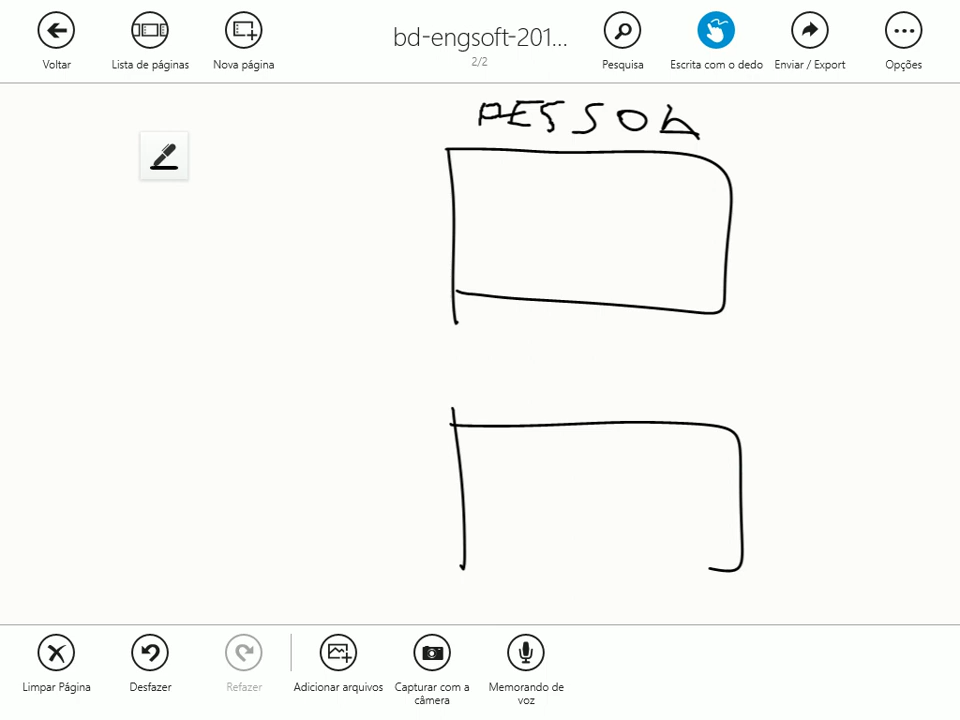 Voltar
Lista de páginas
Nova página
bd-engsoft-201...
2/2
Pesquisa
Escrita com o dedo
Enviar / Export
Opções
PESSOA
Limpar Página
Desfazer
Refazer
Adicionar arquivos
Capturar com a
câmera
Memorando de
voz